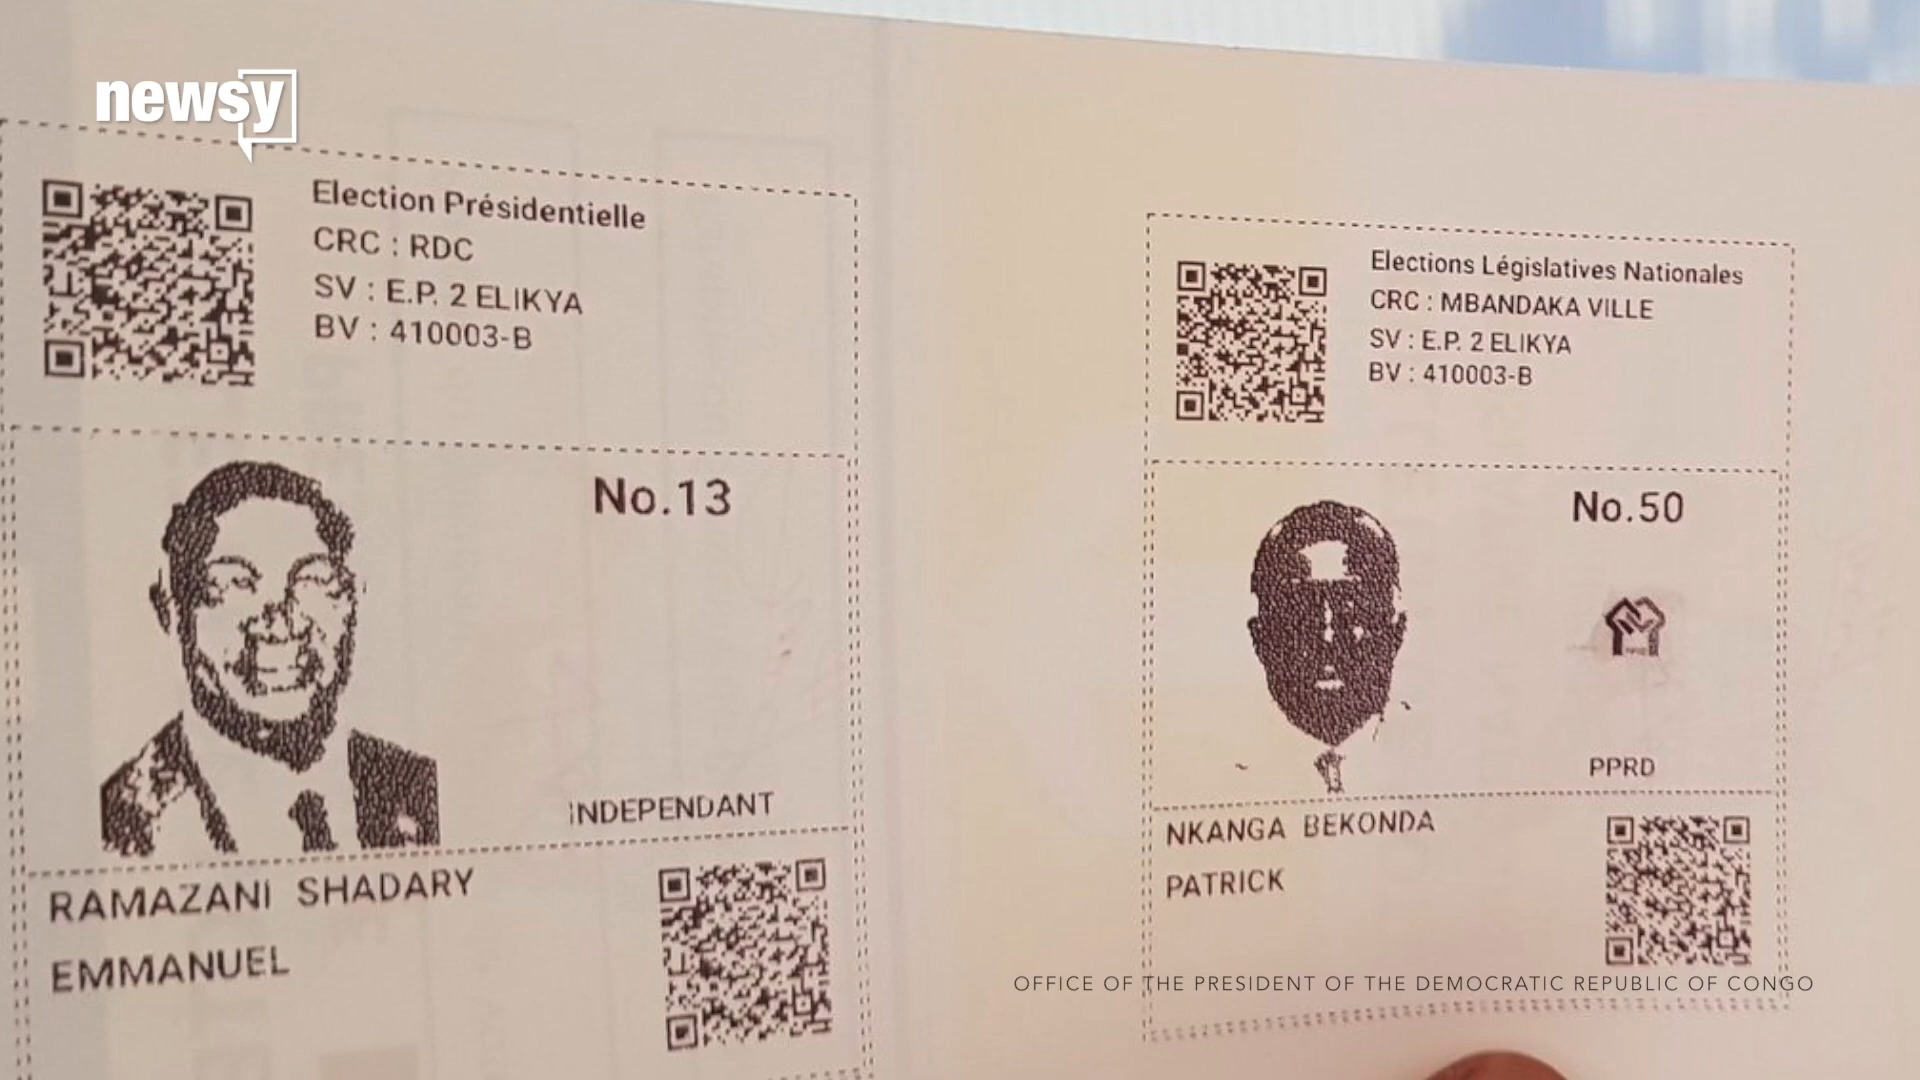 newsy
Election Présidentielle
CRC : RDC
SV : E.P. 2 ELIKYA
BV : 410003-B
No.13
INDEPENDANT
RAMAZANI SHADARY
EMMANUEL
Elections Législatives Nationales
CRC : MBANDAKA VILLE
SV : E.P. 2 ELIKYA
BV : 410003-B
No.50
PPRD
NKANGA BEKONDA
PATRICK
OFFICE OF THE PRESIDENT OF THE DEMOCRATIC REPUBLIC OF CONGO